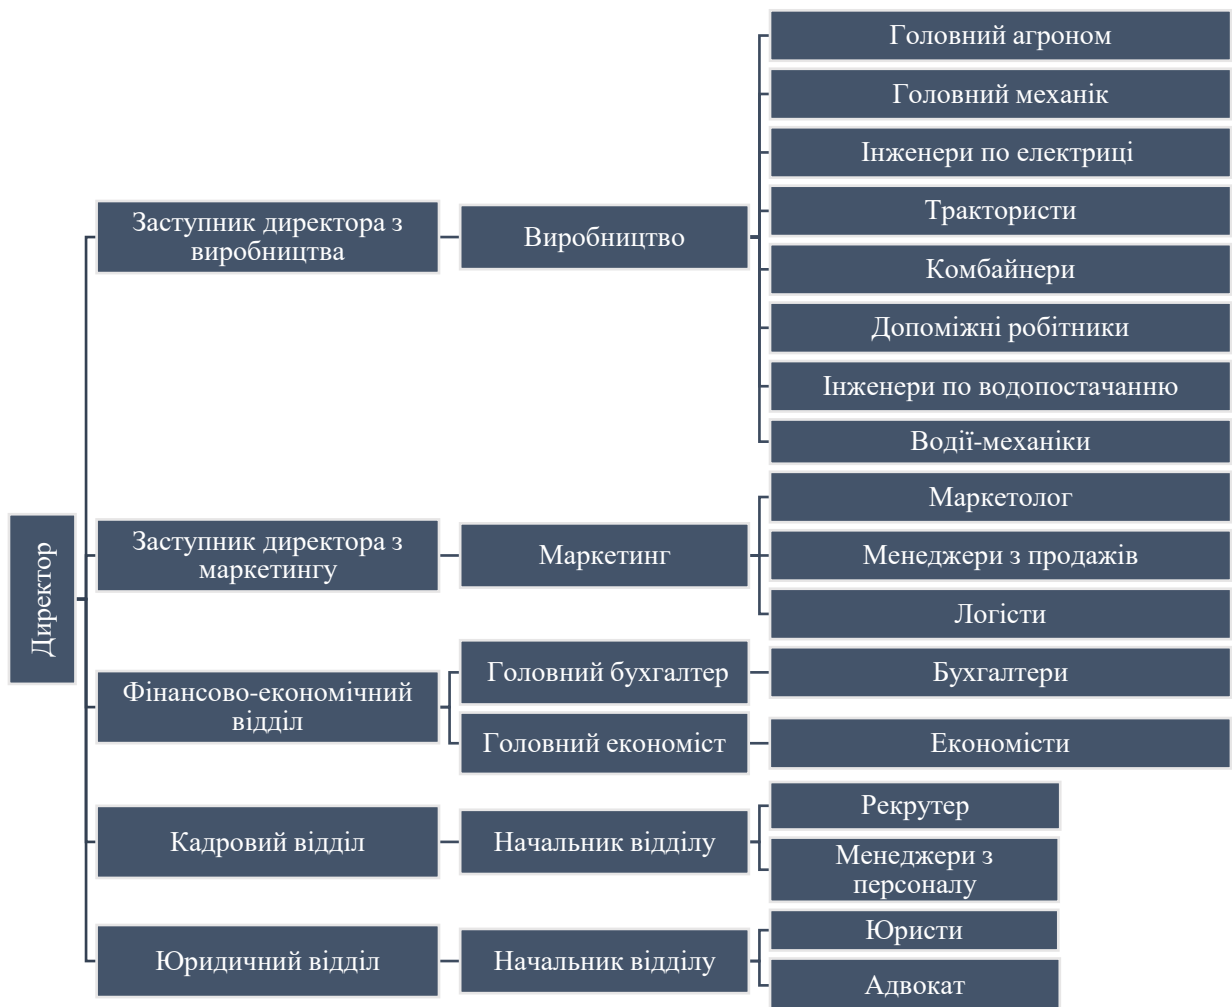 Директор
Заступник директора з
виробництва
Виробництво
Головний агроном
Головний механік
Інженери по електриці
Трактористи
Комбайнери
Допоміжні робітники
Інженери по водопостачанню
Водії-механіки
Заступник директора з
маркетингу
Маркетинг
Маркетолог
Менеджери з продажів
Логісти
Фінансово-економічний
відділ
Головний бухгалтер
Бухгалтери
Головний економіст
Економісти
Кадровий відділ
Начальник відділу
Рекрутер
Менеджери з
персоналу
Юридичний відділ
Начальник відділу
Юристи
Адвокат